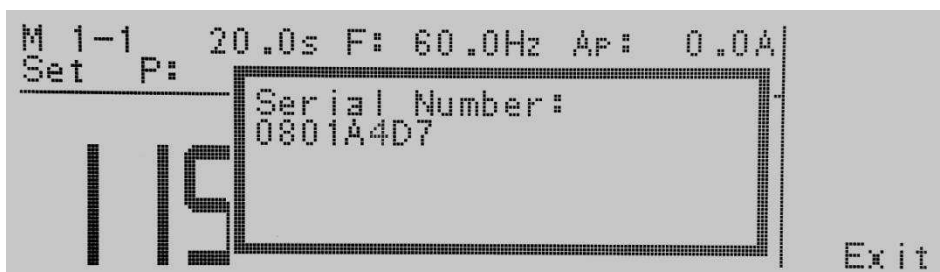 M 1-1 20.0s F: 60.0Hz Ap: 0.0A
Set P:
Serial Number:
0801A4D7
115
Exit